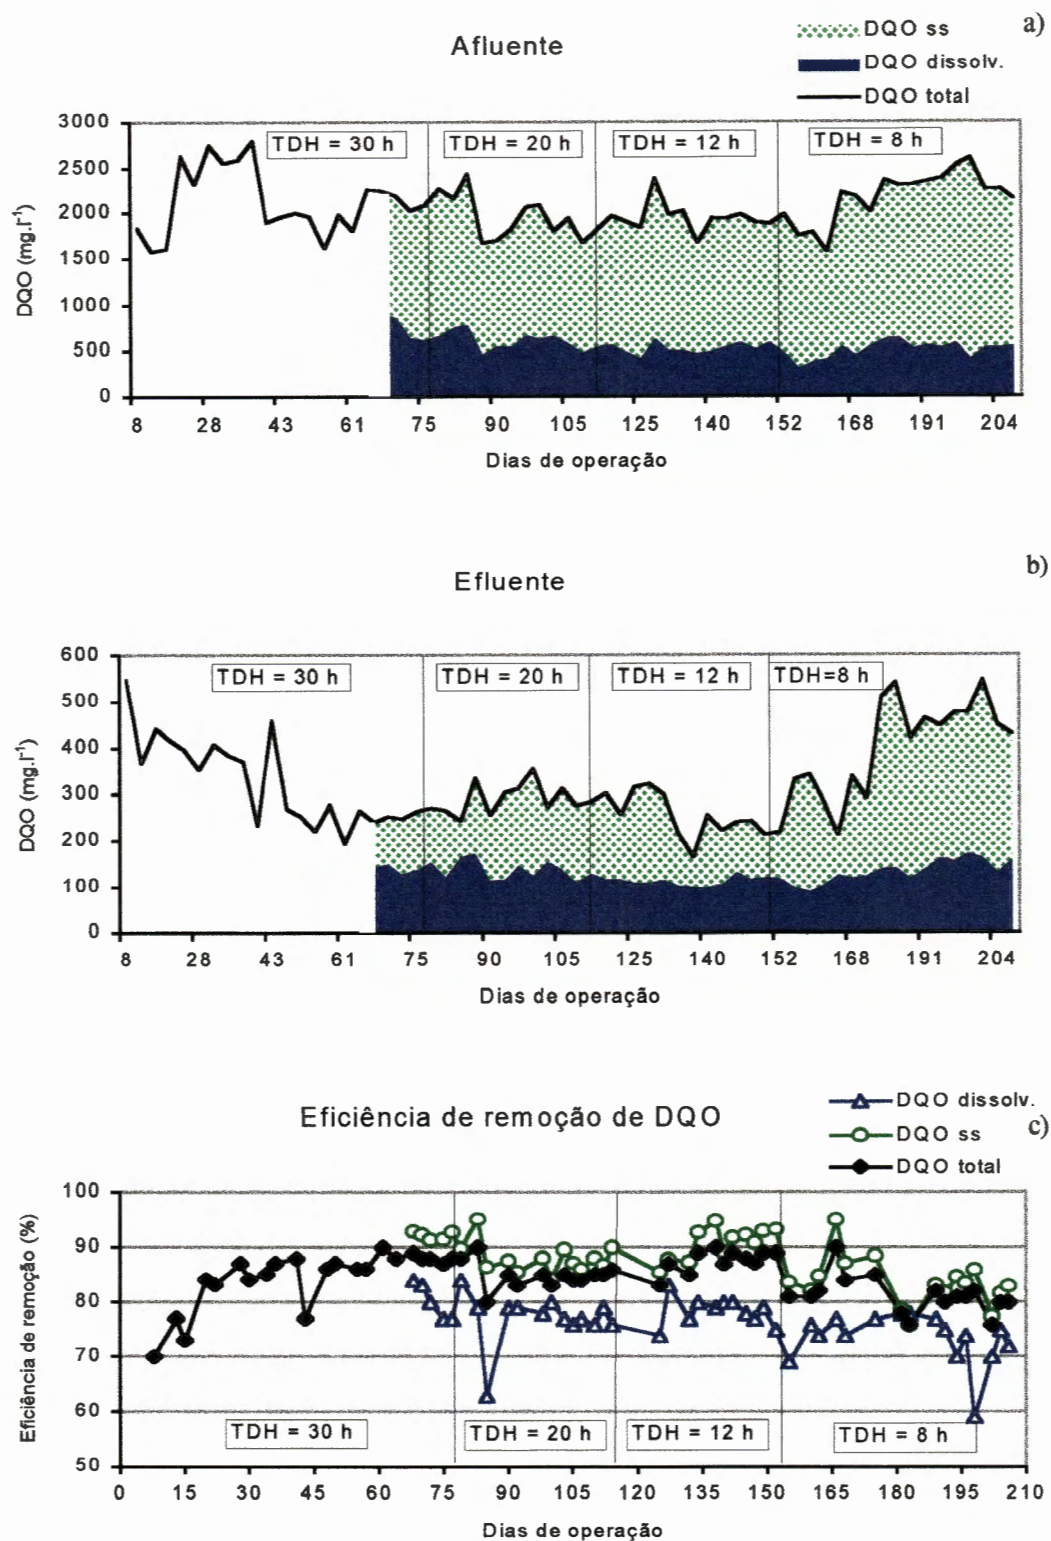 a)
Afluente
DQO ss
DQO dissolv.
DQO total
3000
2500
2000
1500
1000
500
0
DQO (mg.l⁻¹)
TDH = 30 h
TDH = 20 h
TDH = 12 h
TDH = 8 h
8 28 43 61 75 90 105 125 140 152 168 191 204
Dias de operação
b)
Efluente
600
500
400
300
200
100
0
DQO (mg.l⁻¹)
TDH = 30 h
TDH = 20 h
TDH = 12 h
TDH=8 h
8 28 43 61 75 90 105 125 140 152 168 191 204
Dias de operação
c)
Eficiência de remoção de DQO
DQO dissolv.
DQO ss
DQO total
100
90
80
70
60
50
Eficiência de remoção (%)
TDH = 30 h
TDH = 20 h
TDH = 12 h
TDH = 8 h
0 15 30 45 60 75 90 105 120 135 150 165 180 195 210
Dias de operação